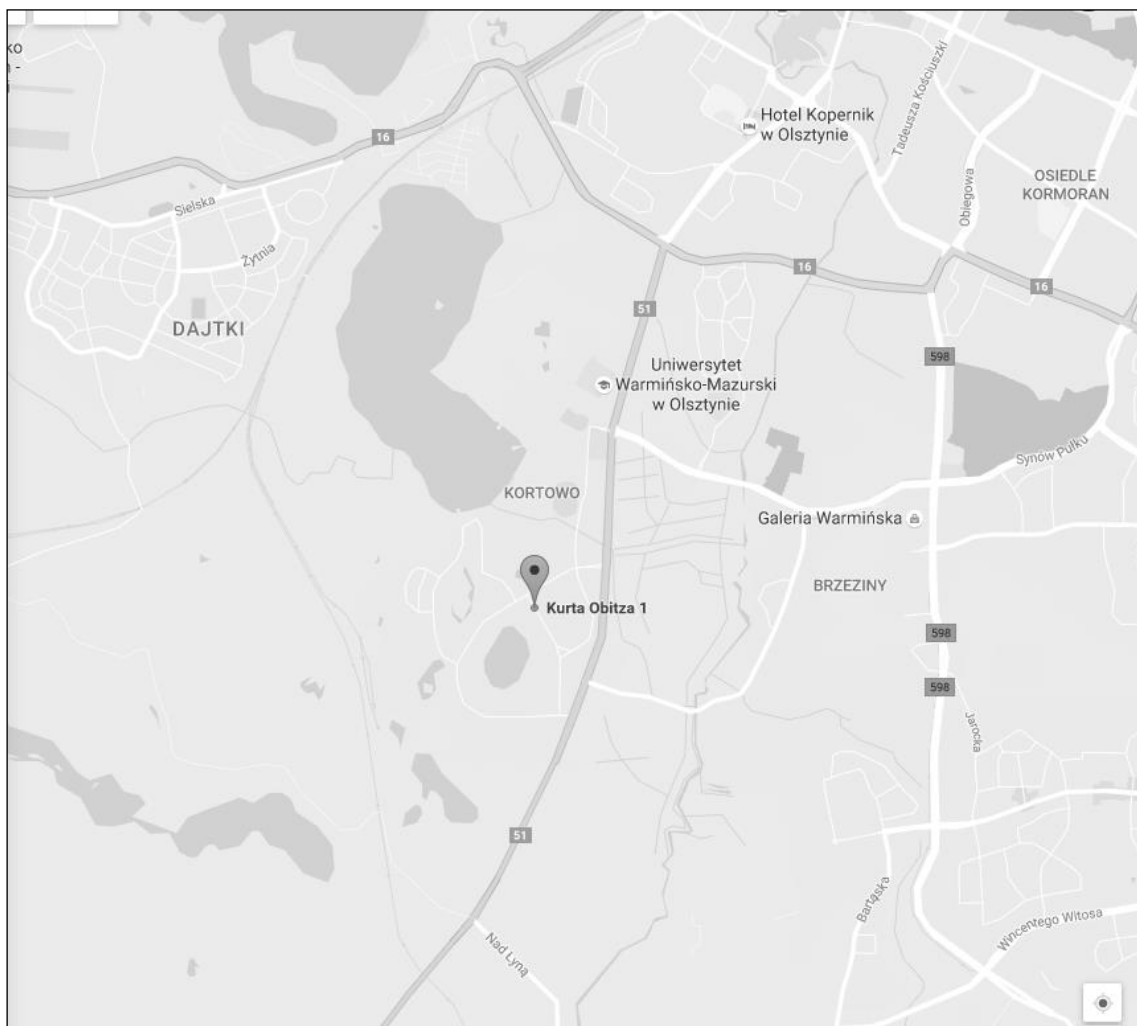 ko
16
Hotel Kopernik
w Olsztynie
Tadeusza Kościuszki
OSIEDLE
KORMORAN
Sielska
Obiegowa
Żytnia
16
16
51
DAJTKI
598
Uniwersytet
Warmińsko-Mazurski
w Olsztynie
Synów Pułku
KORTOWO
Galeria Warmińska
BRZEZINY
Kurta Obitza 1
598
598
Jarocka
51
Bartąska
Wincentego Witosa
Nad Łyną